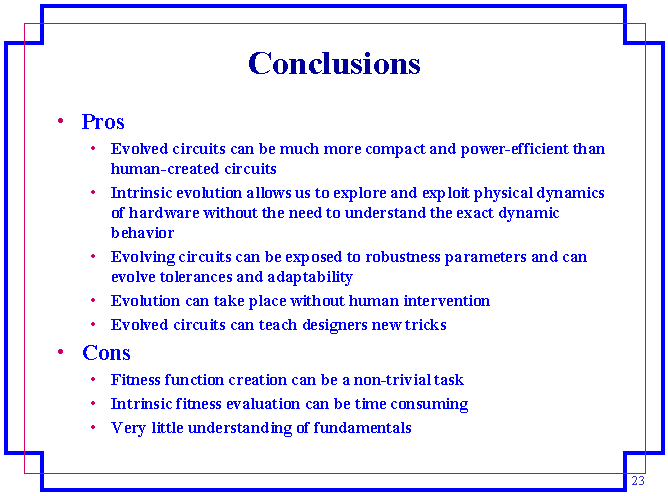 Conclusions
• Pros
• Evolved circuits can be much more compact and power-efficient than
human-created circuits
• Intrinsic evolution allows us to explore and exploit physical dynamics
of hardware without the need to understand the exact dynamic
behavior
• Evolving circuits can be exposed to robustness parameters and can
evolve tolerances and adaptability
• Evolution can take place without human intervention
• Evolved circuits can teach designers new tricks
• Cons
• Fitness function creation can be a non-trivial task
• Intrinsic fitness evaluation can be time consuming
• Very little understanding of fundamentals
23